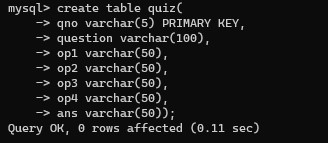 mysql> create table quiz(
    -> qno varchar(5) PRIMARY KEY,
    -> question varchar(100),
    -> op1 varchar(50),
    -> op2 varchar(50),
    -> op3 varchar(50),
    -> op4 varchar(50),
    -> ans varchar(50));
Query OK, 0 rows affected (0.11 sec)